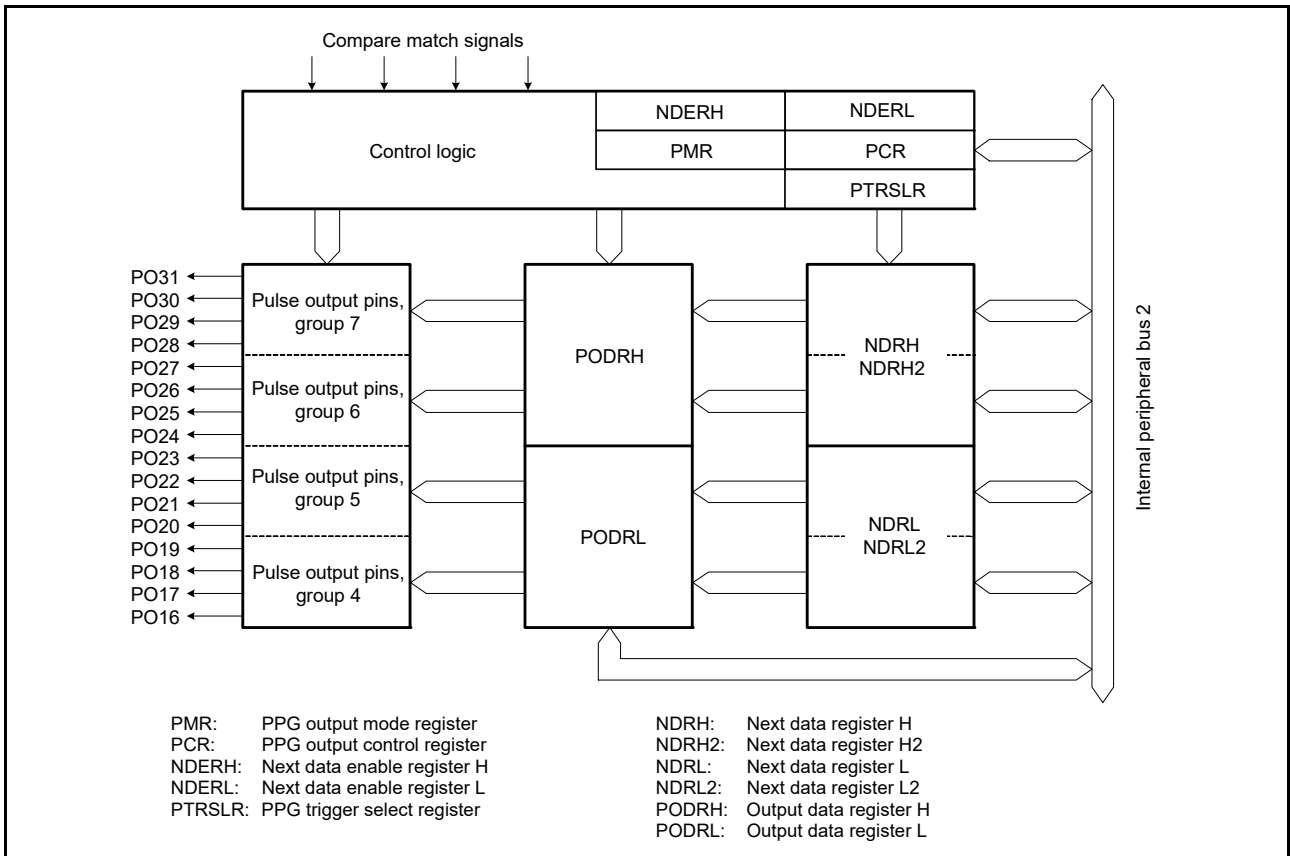 Compare match signals
NDERH
NDERL
Control logic
PMR
PCR
PTRSLR
PO31
PO30
PO29
PO28
PO27
PO26
PO25
PO24
PO23
PO22
PO21
PO20
PO19
PO18
PO17
PO16
Pulse output pins,
group 7
Pulse output pins,
group 6
Pulse output pins,
group 5
Pulse output pins,
group 4
PODRH
PODRL
NDRH
NDRH2
NDRL
NDRL2
Internal peripheral bus 2
PMR: PPG output mode register
PCR: PPG output control register
NDERH: Next data enable register H
NDERL: Next data enable register L
PTRSLR: PPG trigger select register
NDRH: Next data register H
NDRH2: Next data register H2
NDRL: Next data register L
NDRL2: Next data register L2
PODRH: Output data register H
PODRL: Output data register L